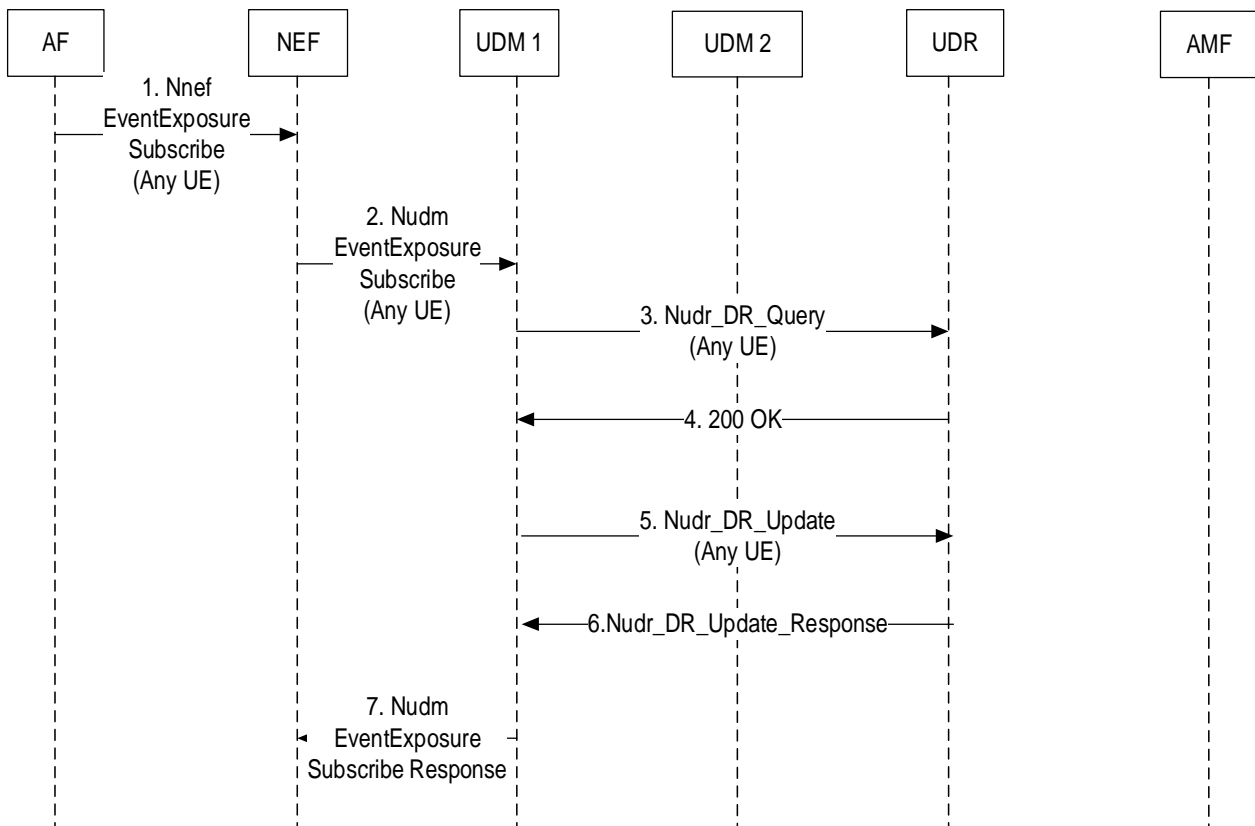 AF
NEF
UDM 1
UDM 2
UDR
AMF
1. Nnef
EventExposure
Subscribe
(Any UE)
2. Nudm
EventExposure
Subscribe
(Any UE)
3. Nudr_DR_Query
(Any UE)
4. 200 OK
5. Nudr_DR_Update
(Any UE)
6.Nudr_DR_Update_Response
7. Nudm
EventExposure
Subscribe Response